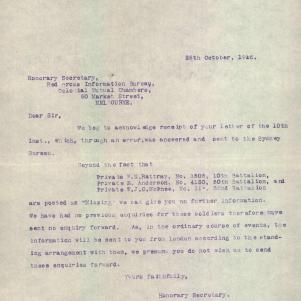 28th October, 1916.
Honorary Secretary,
Red Cross Information Bureau,
Colonial Mutual Chambers,
60 Market Street,
MELBOURNE.
Dear Sir,
We beg to acknowledge receipt of your letter of the 10th
inst., which, through an error, was answered and sent to the Sydney
Bureau.
Beyond the fact that
Private Rattray, No. 10th Battalion,
Private Anderson, No. Battalion, and
Private No. Battalion
are posted as "Missing" we can give you no further information.
We have had no previous enquiries for these soldiers therefore have
sent no enquiry forward. As, in the ordinary course of events, the
information will be sent to you from London according to the stand-
ing arrangement with them, we presume you do not wish us to send
these enquiries forward.
Yours faithfully,
Honorary Secretary.